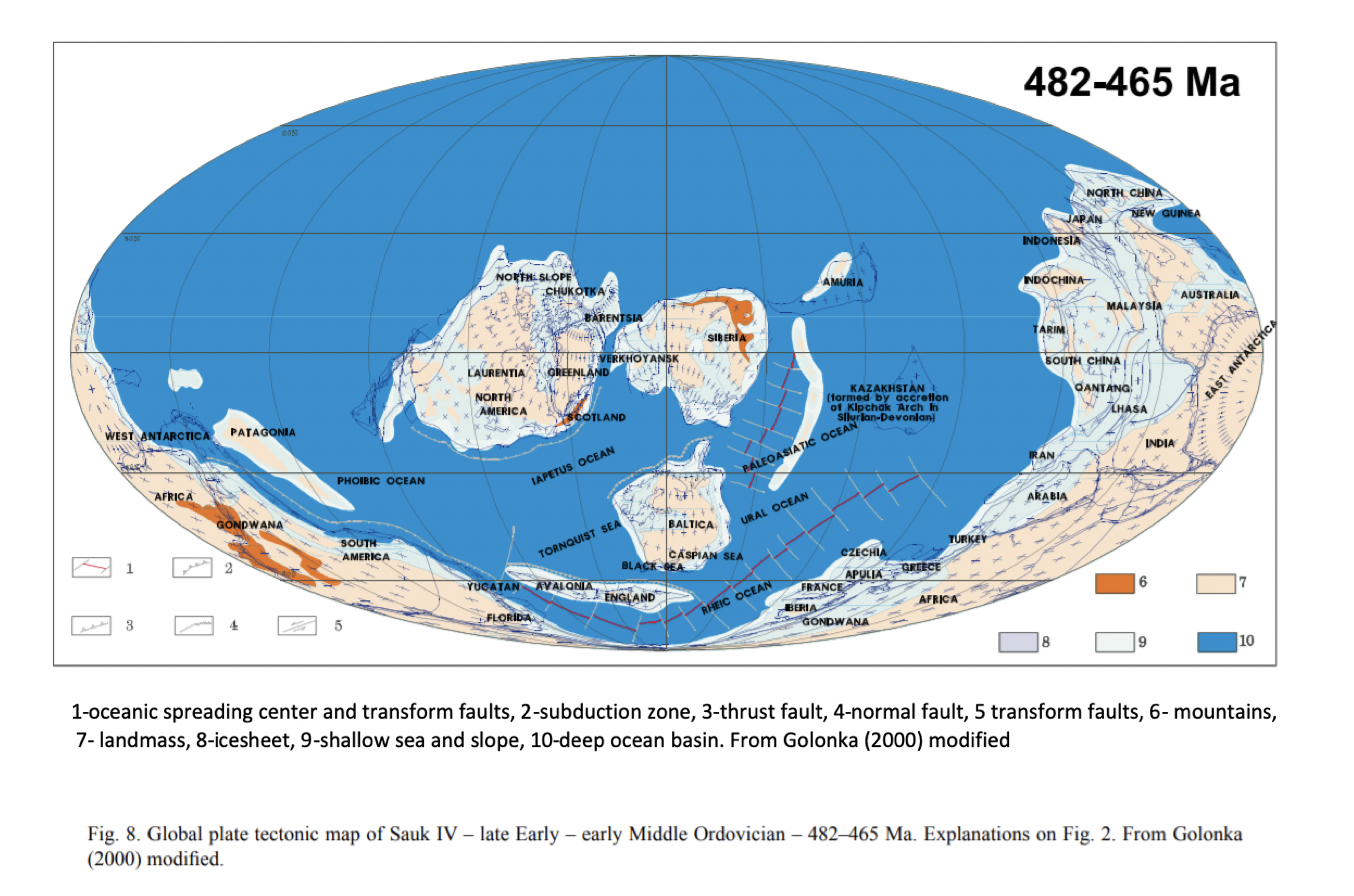 482-465 Ma
60N
30N
NORTH CHINA
JAPAN
NEW GUINEA
INDONESIA
NORTH SLOPE
CHUKOTKA
AMURIA
INDOCHINA
AUSTRALIA
MALAYSIA
BARENTSIA
TARIM
SIBERIA
EAST ANTARCTICA
0
VERKHOYANSK
SOUTH CHINA
LAURENTIA
GREENLAND
QANTANG
KAZAKHSTAN
(formed by accretion
of Kipchak Arch in
Silurian-Devonian)
NORTH
AMERICA
LHASA
SCOTLAND
WEST ANTARCTICA
PATAGONIA
PALEOASIATIC OCEAN
INDIA
IRAN
IAPETUS OCEAN
PHOIBIC OCEAN
AFRICA
ARABIA
URAL OCEAN
GONDWANA
BALTICA
TORNQUIST SEA
SOUTH
AMERICA
TURKEY
CZECHIA
CASPIAN SEA
BLACK SEA
GREECE
APULIA
YUCATAN
AVALONIA
FRANCE
ENGLAND
RHEIC OCEAN
AFRICA
IBERIA
FLORIDA
GONDWANA
1
2
3
4
5
6
7
8
9
10
1-oceanic spreading center and transform faults, 2-subduction zone, 3-thrust fault, 4-normal fault, 5 transform faults, 6- mountains,
7- landmass, 8-icesheet, 9-shallow sea and slope, 10-deep ocean basin. From Golonka (2000) modified
Fig. 8. Global plate tectonic map of Sauk IV – late Early – early Middle Ordovician – 482–465 Ma. Explanations on Fig. 2. From Golonka
(2000) modified.